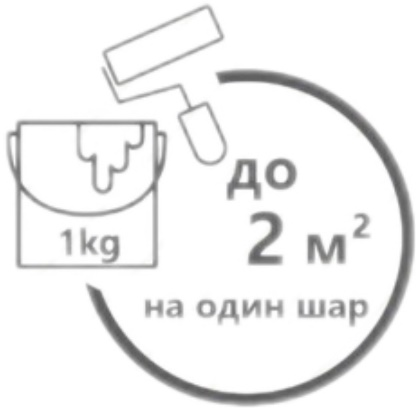 1kg
до
2 м²
на один шар